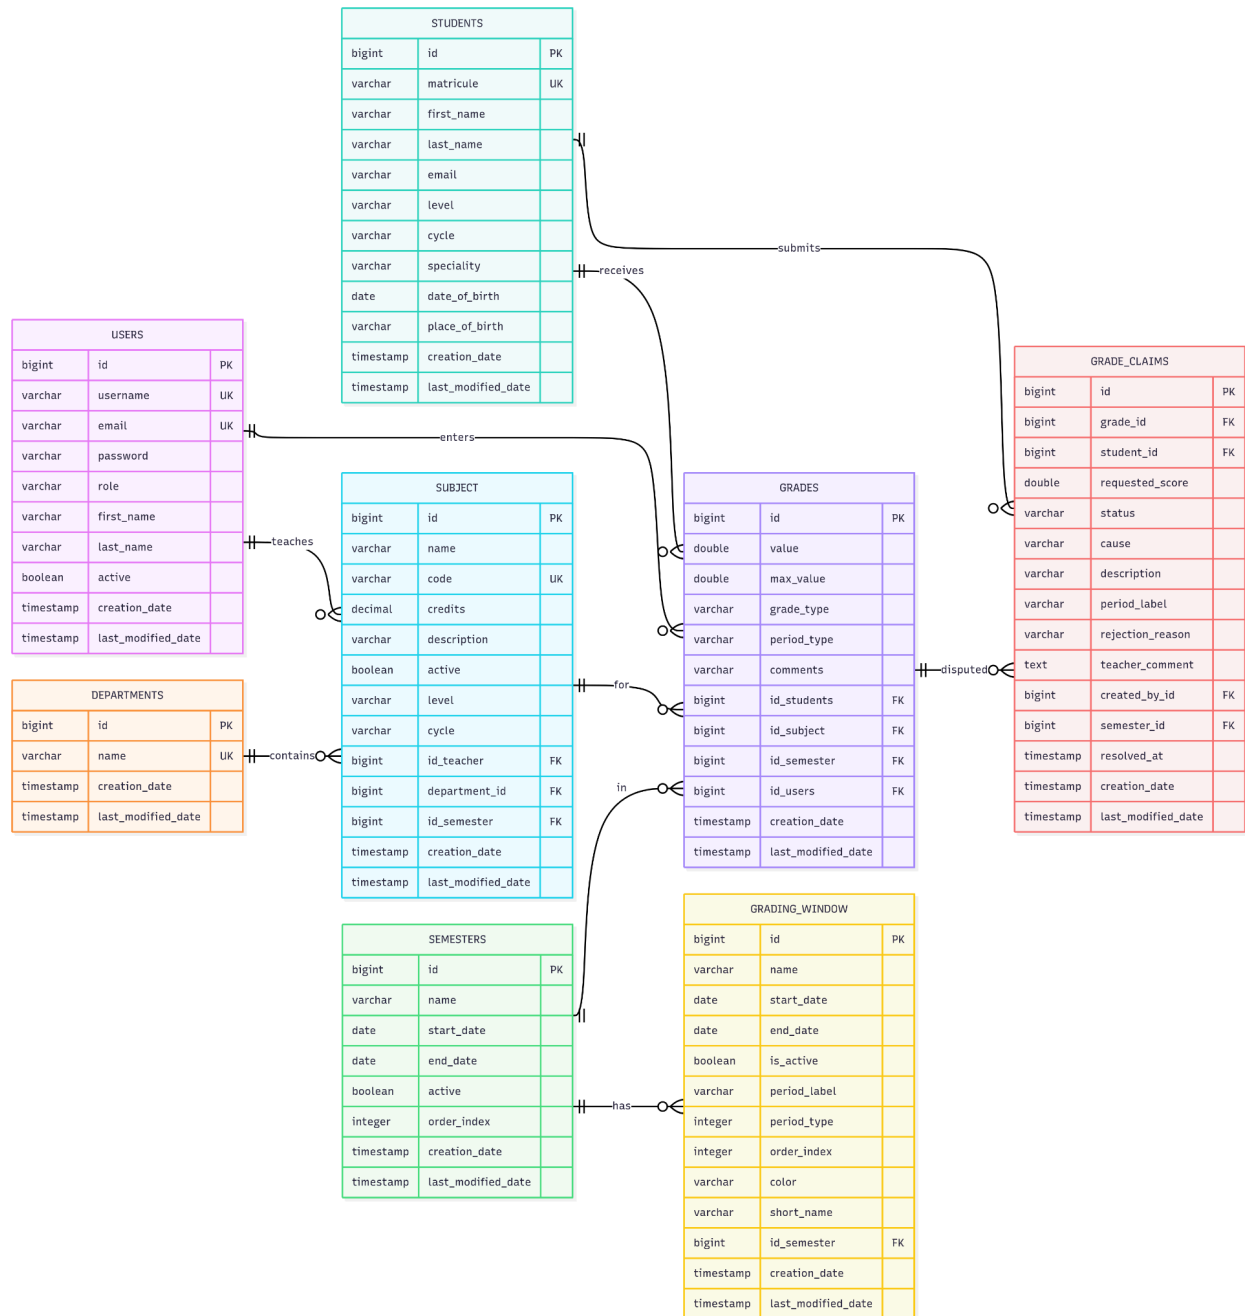 STUDENTS
bigint id PK
varchar matricule UK
varchar first_name
varchar last_name
varchar email
varchar level
varchar cycle
varchar speciality
date date_of_birth
varchar place_of_birth
timestamp creation_date
timestamp last_modified_date
submits
receives
USERS
bigint id PK
varchar username UK
varchar email UK
varchar password
varchar role
varchar first_name
varchar last_name
boolean active
timestamp creation_date
timestamp last_modified_date
enters
teaches
DEPARTMENTS
bigint id PK
varchar name UK
timestamp creation_date
timestamp last_modified_date
contains
SUBJECT
bigint id PK
varchar name
varchar code UK
decimal credits
varchar description
boolean active
varchar level
varchar cycle
bigint id_teacher FK
bigint department_id FK
bigint id_semester FK
timestamp creation_date
timestamp last_modified_date
for
in
GRADES
bigint id PK
double value
double max_value
varchar grade_type
varchar period_type
varchar comments
bigint id_students FK
bigint id_subject FK
bigint id_semester FK
bigint id_users FK
timestamp creation_date
timestamp last_modified_date
disputed
GRADE_CLAIMS
bigint id PK
bigint grade_id FK
bigint student_id FK
double requested_score
varchar status
varchar cause
varchar description
varchar period_label
varchar rejection_reason
text teacher_comment
bigint created_by_id FK
bigint semester_id FK
timestamp resolved_at
timestamp creation_date
timestamp last_modified_date
SEMESTERS
bigint id PK
varchar name
date start_date
date end_date
boolean active
integer order_index
timestamp creation_date
timestamp last_modified_date
has
GRADING_WINDOW
bigint id PK
varchar name
date start_date
date end_date
boolean is_active
varchar period_label
integer period_type
integer order_index
varchar color
varchar short_name
bigint id_semester FK
timestamp creation_date
timestamp last_modified_date